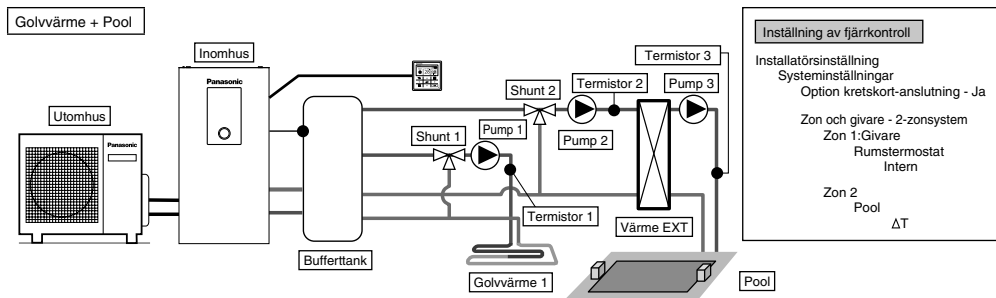 Golvvärme + Pool
Inomhus
Panasonic
Utomhus
Panasonic
Bufferttank
Shunt 1
Pump 1
Termistor 1
Golvvärme 1
Shunt 2
Pump 2
Termistor 2
Värme EXT
Pump 3
Termistor 3
Pool
Inställning av fjärrkontroll
Installatörsinställning
Systeminställningar
Option kretskort-anslutning - Ja
Zon och givare - 2-zonsystem
Zon 1:Givare
Rumstermostat
Intern
Zon 2
Pool
ΔT